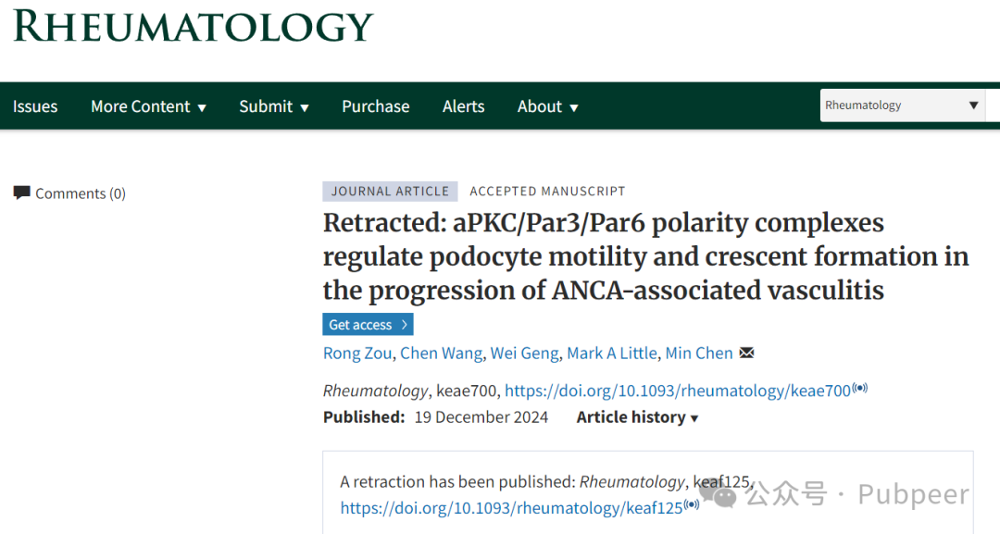 RHEUMATOLOGY
Issues More Content ▼ Submit ▼ Purchase Alerts About ▼ Rheumatology ▼
Comments (0)
JOURNAL ARTICLE ACCEPTED MANUSCRIPT
Retracted: aPKC/Par3/Par6 polarity complexes
regulate podocyte motility and crescent formation in
the progression of ANCA-associated vasculitis
Get access >
Rong Zou, Chen Wang, Wei Geng, Mark A Little, Min Chen
Rheumatology, keae700, https://doi.org/10.1093/rheumatology/keae700
Published: 19 December 2024 Article history ▼
A retraction has been published: Rheumatology, keaf125,
https://doi.org/10.1093/rheumatology/keaf125
公众号 · Pubpeer